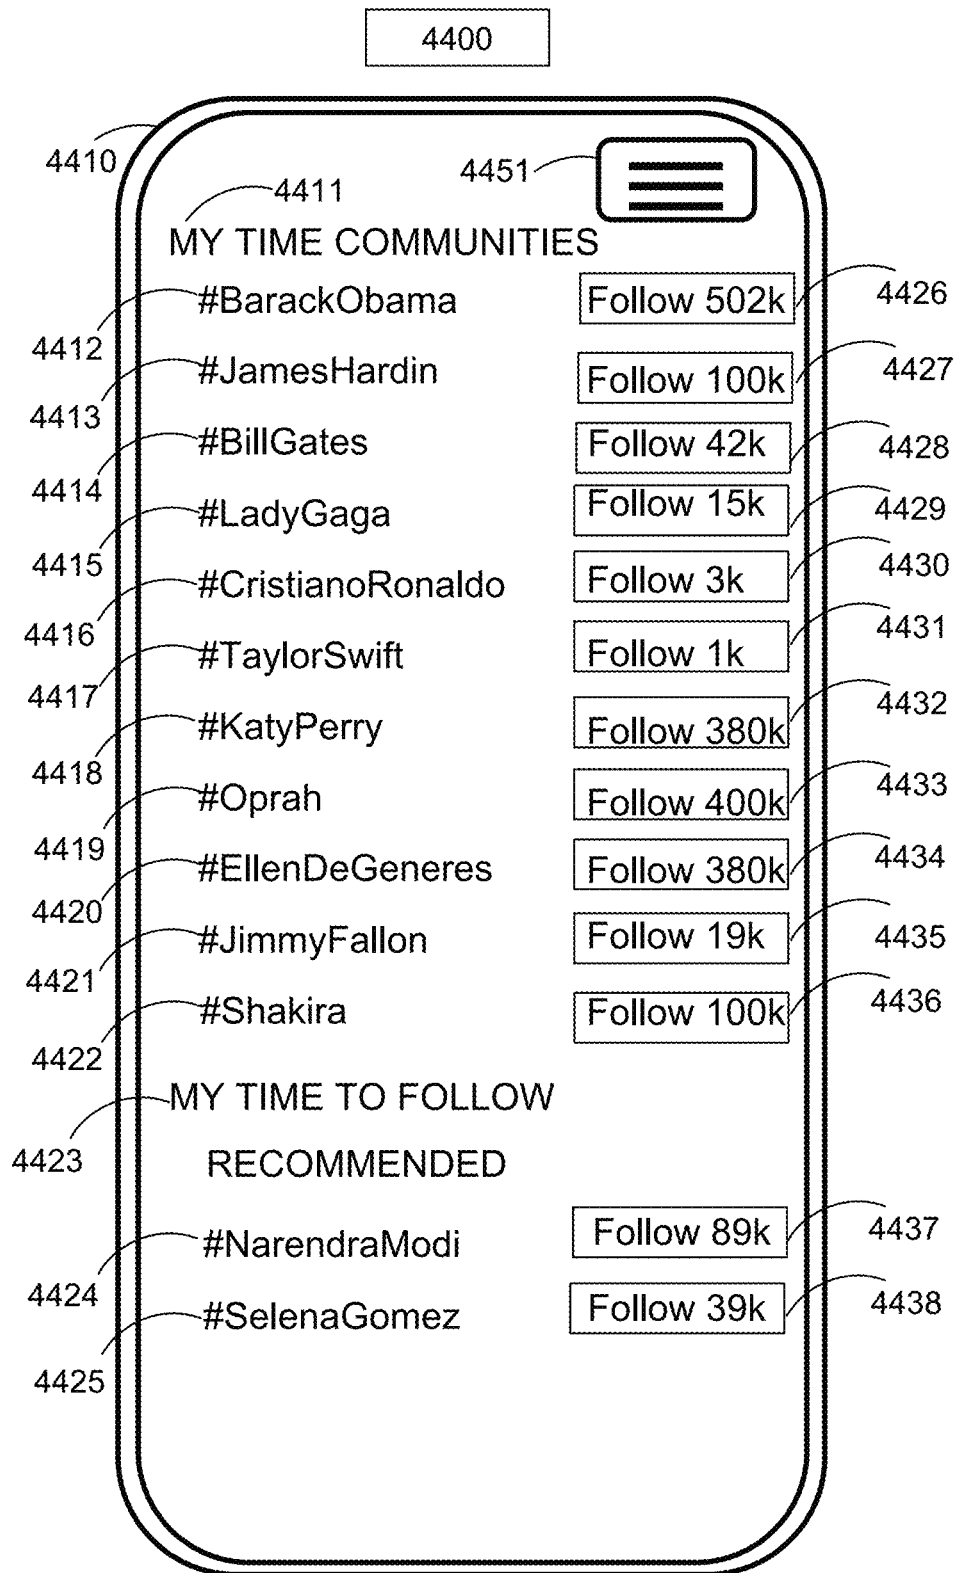 4400
4410
4451
4411
MY TIME COMMUNITIES
#BarackObama Follow 502k 4426
4412
#JamesHardin Follow 100k 4427
4413
#BillGates Follow 42k 4428
4414
#LadyGaga Follow 15k 4429
4415
#CristianoRonaldo Follow 3k 4430
4416
#TaylorSwift Follow 1k 4431
4417
#KatyPerry Follow 380k 4432
4418
#Oprah Follow 400k 4433
4419
#EllenDeGeneres Follow 380k 4434
4420
#JimmyFallon Follow 19k 4435
4421
#Shakira Follow 100k 4436
4422
MY TIME TO FOLLOW
4423
RECOMMENDED
#NarendraModi Follow 89k 4437
4424
#SelenaGomez Follow 39k 4438
4425